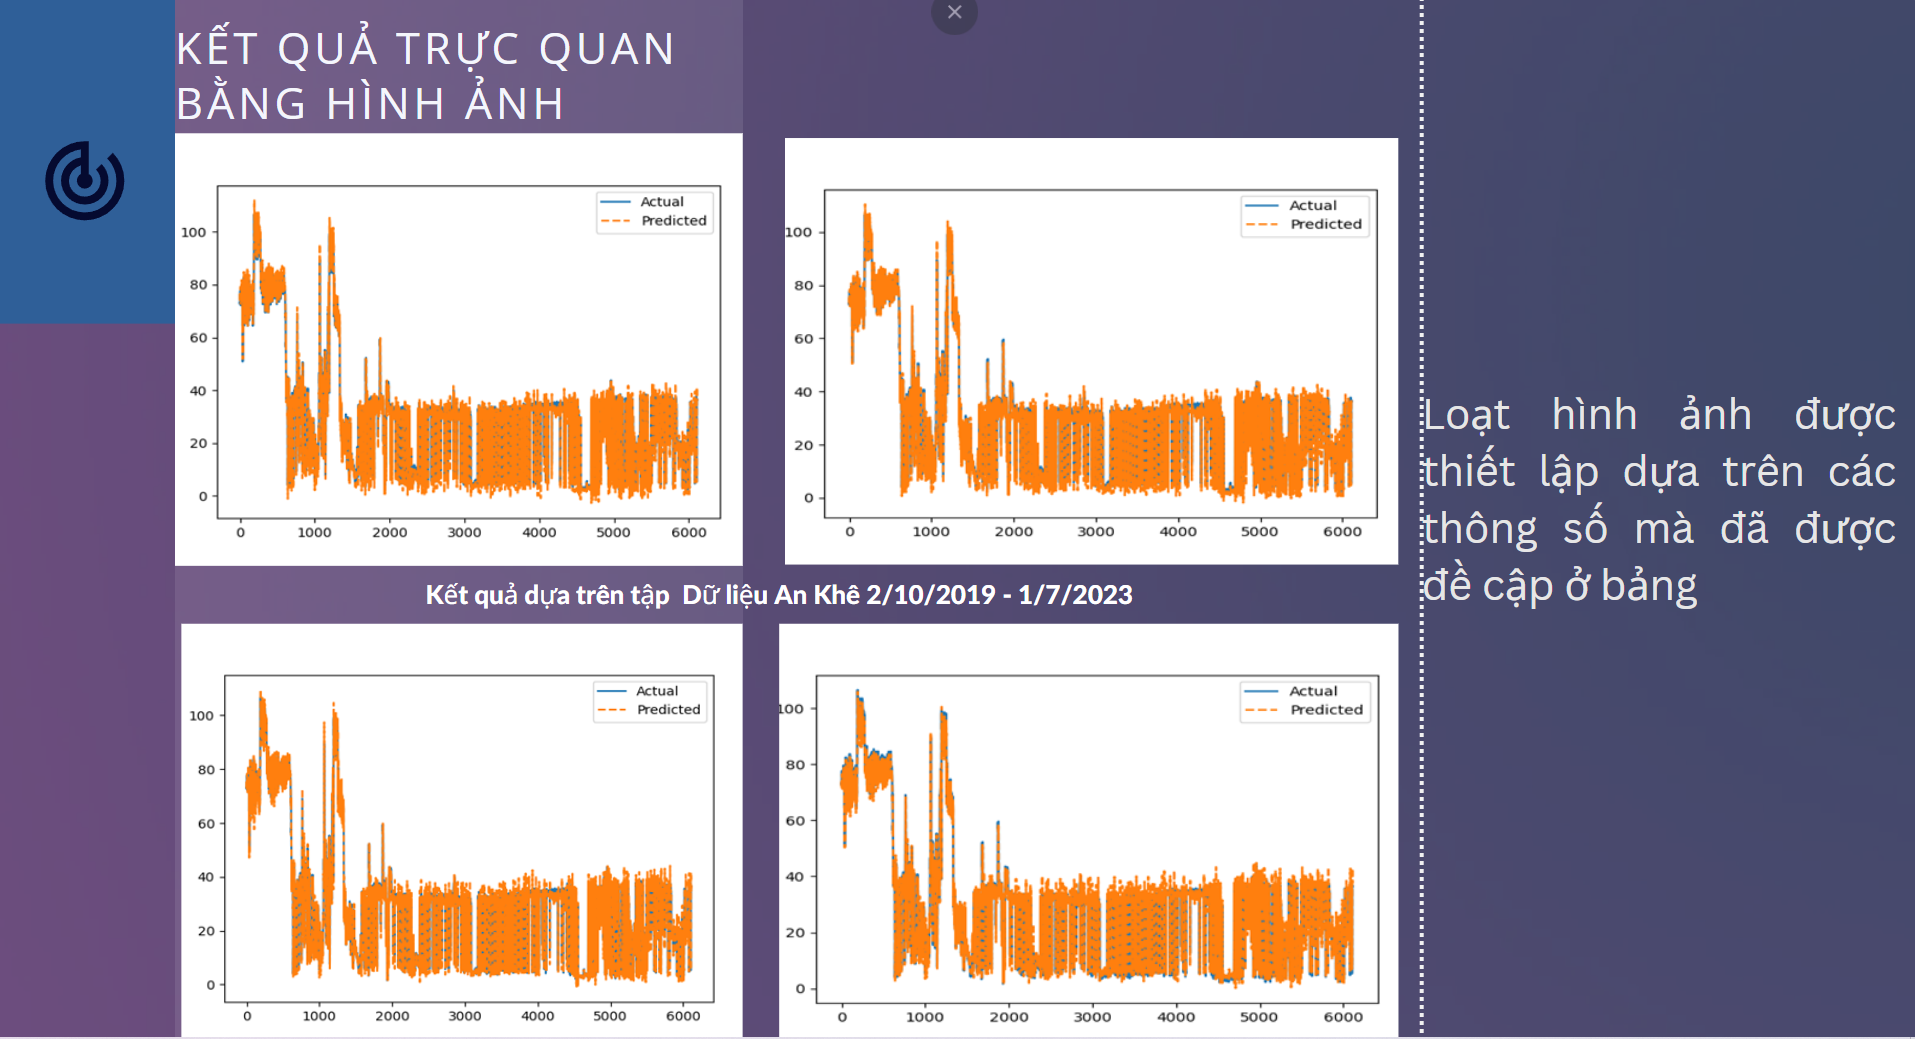 KẾT QUẢ TRỰC QUAN
BẰNG HÌNH ẢNH
Actual
Predicted
100
80
60
40
20
0
0 1000 2000 3000 4000 5000 6000
Actual
Predicted
100
80
60
40
20
0
0 1000 2000 3000 4000 5000 6000
Kết quả dựa trên tập Dữ liệu An Khê 2/10/2019 - 1/7/2023
Actual
Predicted
100
80
60
40
20
0
0 1000 2000 3000 4000 5000 6000
Actual
Predicted
100
80
60
40
20
0
0 1000 2000 3000 4000 5000 6000
Loạt hình ảnh được
thiết lập dựa trên các
thông số mà đã được
đề cập ở bảng